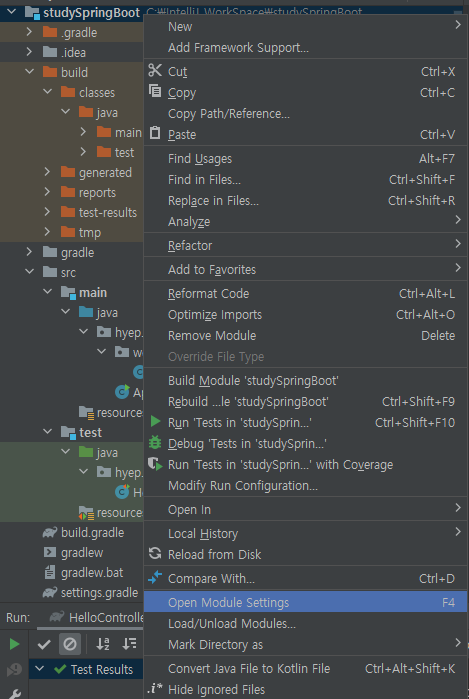 studySpringBoot C:\IntelliJ_WorkSpace\studySpringBoot
.gradle
.idea
build
classes
java
main
test
generated
reports
test-results
tmp
gradle
src
main
java
hyep.
w
Ap
resources
test
java
hyep.
He
resources
build.gradle
gradlew
gradlew.bat
settings.gradle
New
Add Framework Support...
Cut Ctrl+X
Copy Ctrl+C
Copy Path/Reference...
Paste Ctrl+V
Find Usages Alt+F7
Find in Files... Ctrl+Shift+F
Replace in Files... Ctrl+Shift+R
Analyze
Refactor
Add to Favorites
Reformat Code Ctrl+Alt+L
Optimize Imports Ctrl+Alt+O
Remove Module Delete
Override File Type
Build Module 'studySpringBoot'
Rebuild ...le 'studySpringBoot' Ctrl+Shift+F9
Run 'Tests in 'studySprin...' Ctrl+Shift+F10
Debug 'Tests in 'studySprin...'
Run 'Tests in 'studySprin...' with Coverage
Modify Run Configuration...
Open In
Local History
Reload from Disk
Compare With... Ctrl+D
Open Module Settings F4
Load/Unload Modules...
Mark Directory as
Convert Java File to Kotlin File Ctrl+Alt+Shift+K
Hide Ignored Files
Run: HelloControlle
Test Results